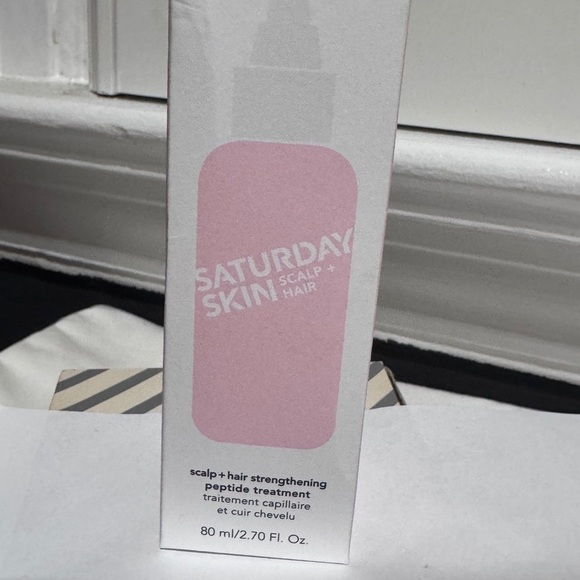 SATURDAY
SKIN SCALP +
HAIR
scalp+hair strengthening
peptide treatment
traitement capillaire
et cuir chevelu
80 ml/2.70 Fl. Oz.